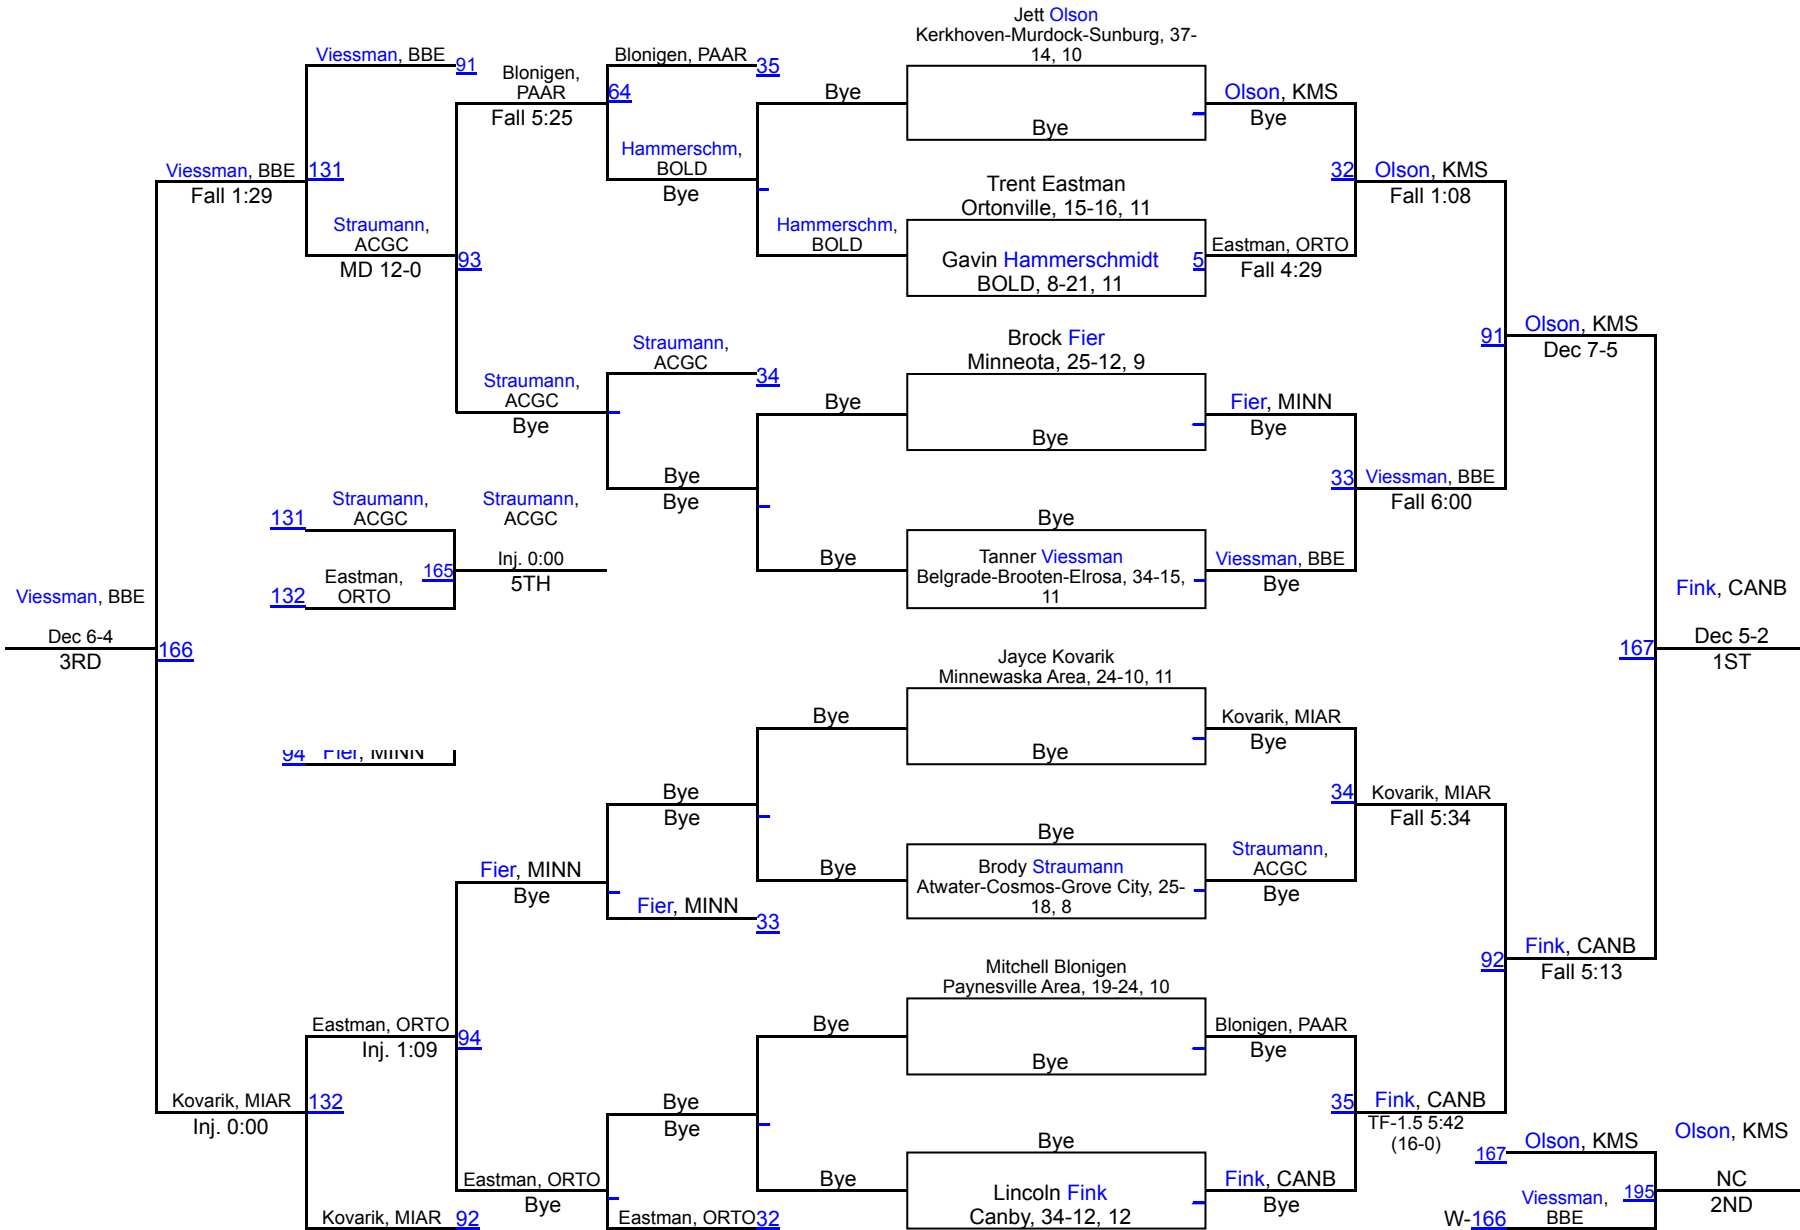 Viessman, BBE
Dec 6-4
3RD
166
Viessman, BBE
Fall 1:29
Kovarik, MIAR
Inj. 0:00
Viessman, BBE
91
131
Straumann,
ACGC
MD 12-0
93
131
Straumann,
ACGC
132
Eastman,
ORTO
165
Straumann,
ACGC
Inj. 0:00
5TH
94 Fier, MINN
Eastman, ORTO
Inj. 1:09
94
132
Kovarik, MIAR
92
Blonigen,
PAAR
Fall 5:25
64
Straumann,
ACGC
Bye
Fier, MINN
Bye
Eastman, ORTO
Bye
Blonigen, PAAR
35
Hammerschm,
BOLD
Bye
Straumann,
ACGC
34
Bye
Bye
Bye
Bye
Fier, MINN
33
Bye
Bye
Eastman, ORTO
32
Bye
Hammerschm,
BOLD
Bye
Bye
Bye
Bye
Bye
Bye
Jett Olson
Kerkhoven-Murdock-Sunburg, 37-
14, 10
Bye
Trent Eastman
Ortonville, 15-16, 11
Gavin Hammerschmidt
BOLD, 8-21, 11
5
Brock Fier
Minneota, 25-12, 9
Bye
Bye
Tanner Viessman
Belgrade-Brooten-Elrosa, 34-15,
11
Jayce Kovarik
Minnewaska Area, 24-10, 11
Bye
Bye
Brody Straumann
Atwater-Cosmos-Grove City, 25-
18, 8
Mitchell Blonigen
Paynesville Area, 19-24, 10
Bye
Bye
Lincoln Fink
Canby, 34-12, 12
Olson, KMS
Bye
Eastman, ORTO
Fall 4:29
Fier, MINN
Bye
Viessman, BBE
Bye
Kovarik, MIAR
Bye
Straumann,
ACGC
Bye
Blonigen, PAAR
Bye
Fink, CANB
Bye
32
Olson, KMS
Fall 1:08
33
Viessman, BBE
Fall 6:00
34
Kovarik, MIAR
Fall 5:34
35
Fink, CANB
TF-1.5 5:42
(16-0)
91
Olson, KMS
Dec 7-5
92
Fink, CANB
Fall 5:13
167
Fink, CANB
Dec 5-2
1ST
167
Olson, KMS
W-166
Viessman,
BBE
195
Olson, KMS
NC
2ND